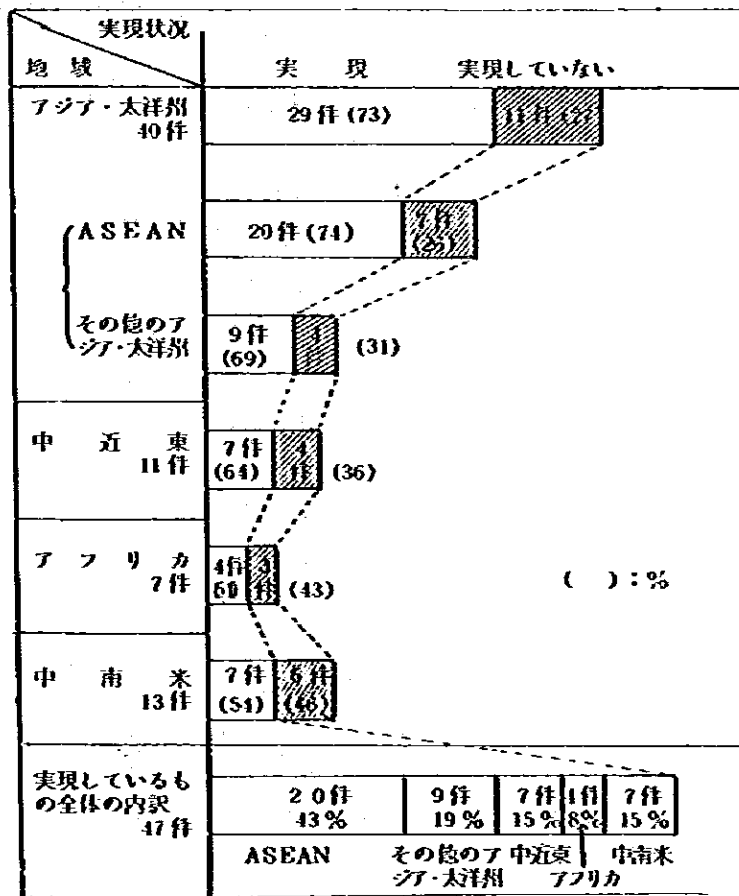 実現状況
地域
実現
実現していない
アジア・太洋州
40件
29件(73)
11件(27
ASEAN
20件(74)
7件
(26)
その他のア
ジア・太洋州
9件
(69)
4
(31)
中近東
11件
7件
(64)
4
件
(36)
アフリカ
7件
4件
3
件
(43)
( ):%
中南米
13件
7件
(54)
6件
(46)
実現しているも
の全体の内訳
47件
20件
43%
9件
19%
7件
15%
4件
8%
7件
15%
ASEAN
その他のア
ジア・太洋州
中近東
アフリカ
中南米